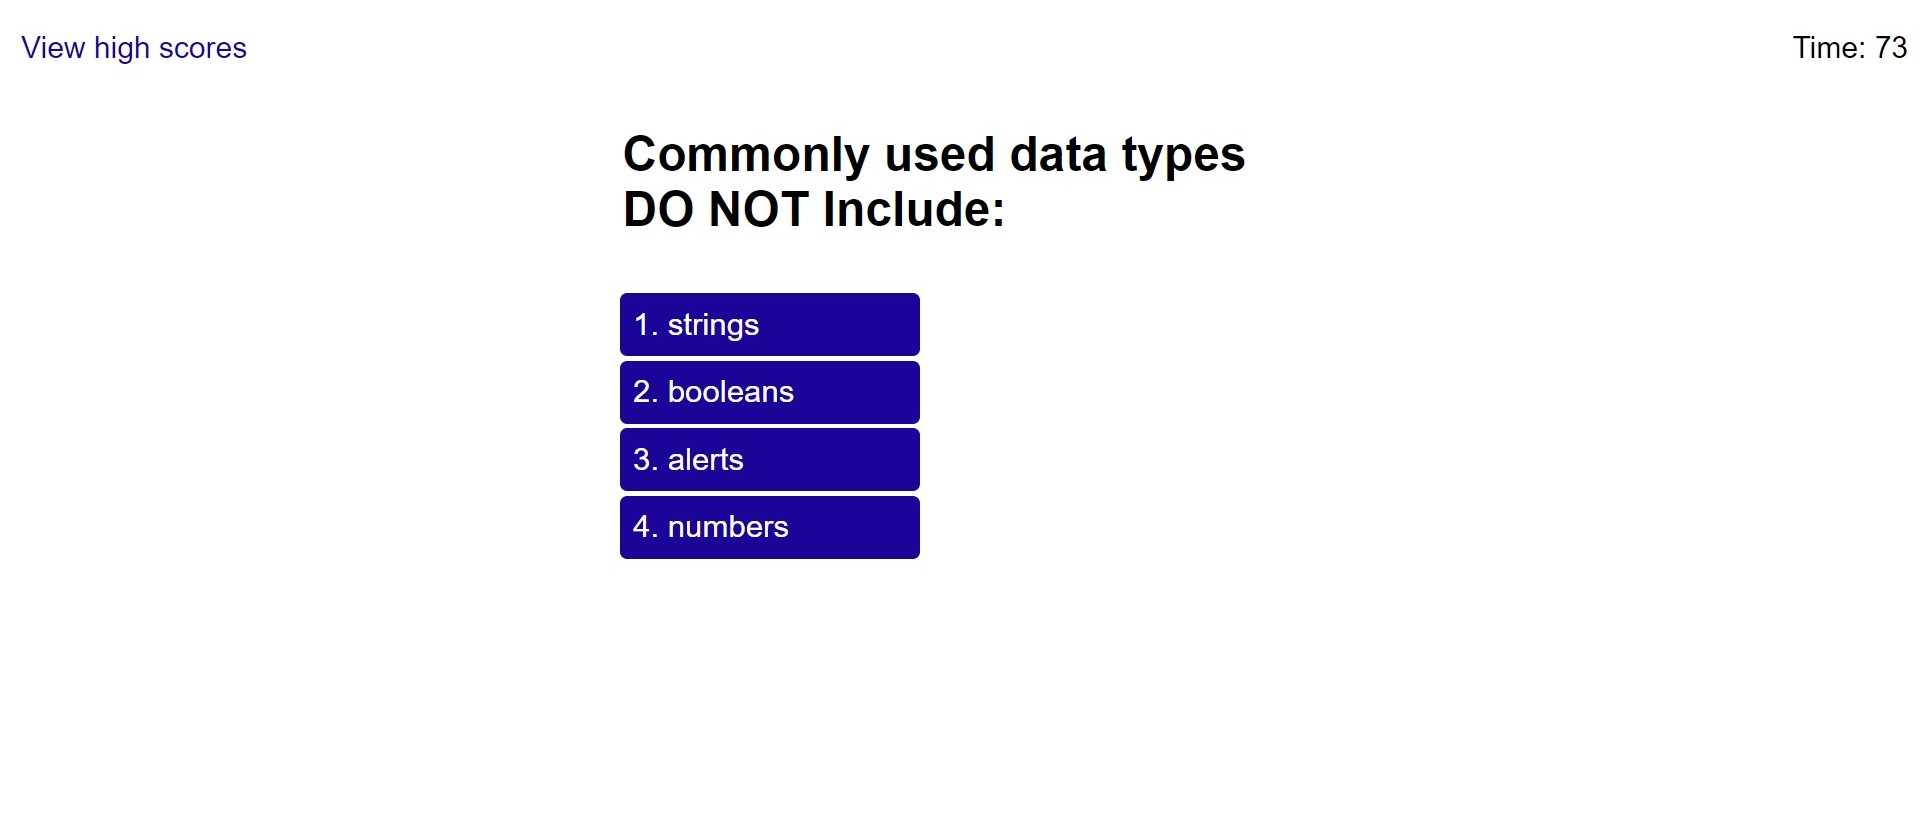 View high scores
Time: 73
Commonly used data types
DO NOT Include:
1. strings
2. booleans
3. alerts
4. numbers